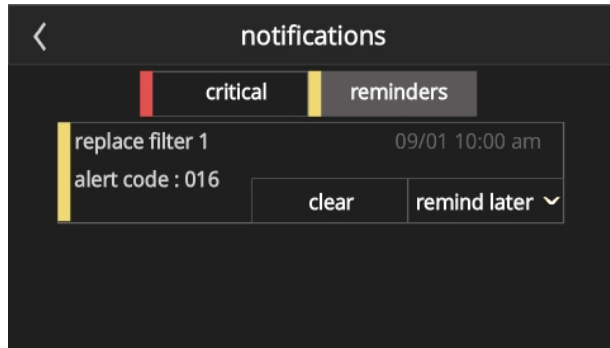 notifications
critical
reminders
replace filter 1
09/01 10:00 am
alert code : 016
clear
remind later